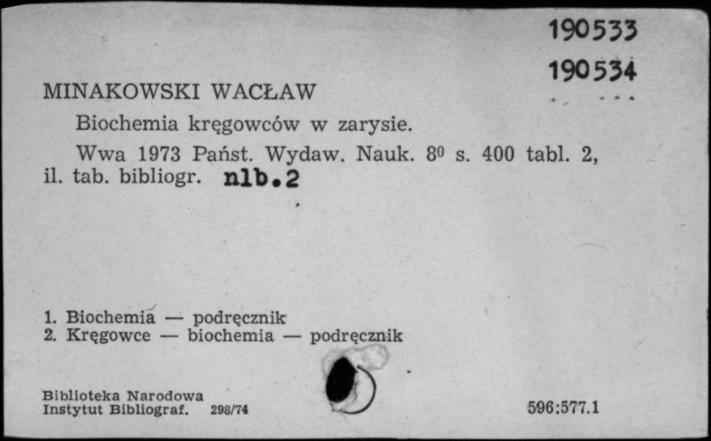 190533
190534
MINAKOWSKI WACŁAW
Biochemia kręgowców w zarysie.
Wwa 1973 Państ. Wydaw. Nauk. 8⁰ s. 400 tabl. 2,
il. tab. bibliogr. nlb.2
1. Biochemia — podręcznik
2. Kręgowce — biochemia — podręcznik
Biblioteka Narodowa
Instytut Bibliograf. 298/74
596:577.1